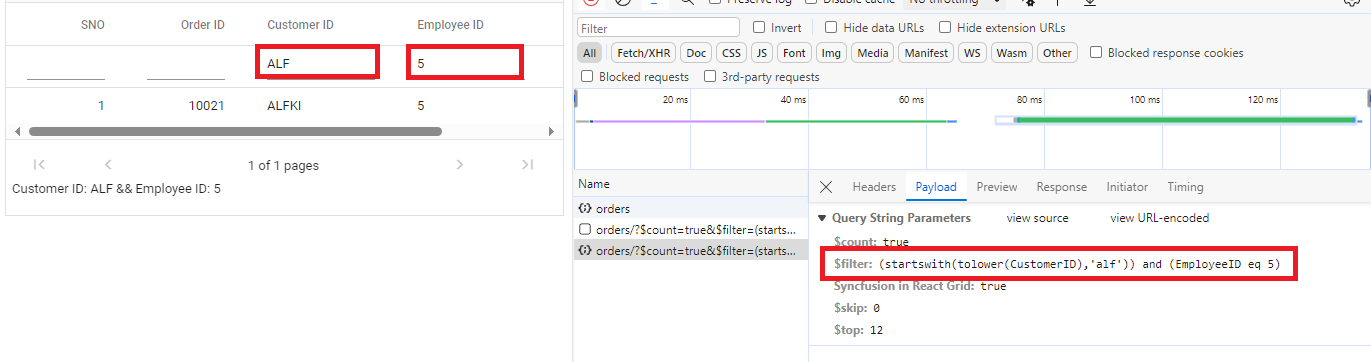 Preserve log Disable cache No throttling
SNO Order ID Customer ID Employee ID
ALF 5
1 10021 ALFKI 5
1 of 1 pages
Customer ID: ALF && Employee ID: 5
Filter Invert Hide data URLs Hide extension URLs
All Fetch/XHR Doc CSS JS Font Img Media Manifest WS Wasm Other Blocked response cookies
Blocked requests 3rd-party requests
20 ms 40 ms 60 ms 80 ms 100 ms 120 ms
Name
orders
orders/?$count=true&$filter=(starts...
orders/?$count=true&$filter=(starts...
Headers Payload Preview Response Initiator Timing
Query String Parameters view source view URL-encoded
$count: true
$filter: (startswith(tolower(CustomerID),'alf')) and (EmployeeID eq 5)
Syncfusion in React Grid: true
$skip: 0
$top: 12